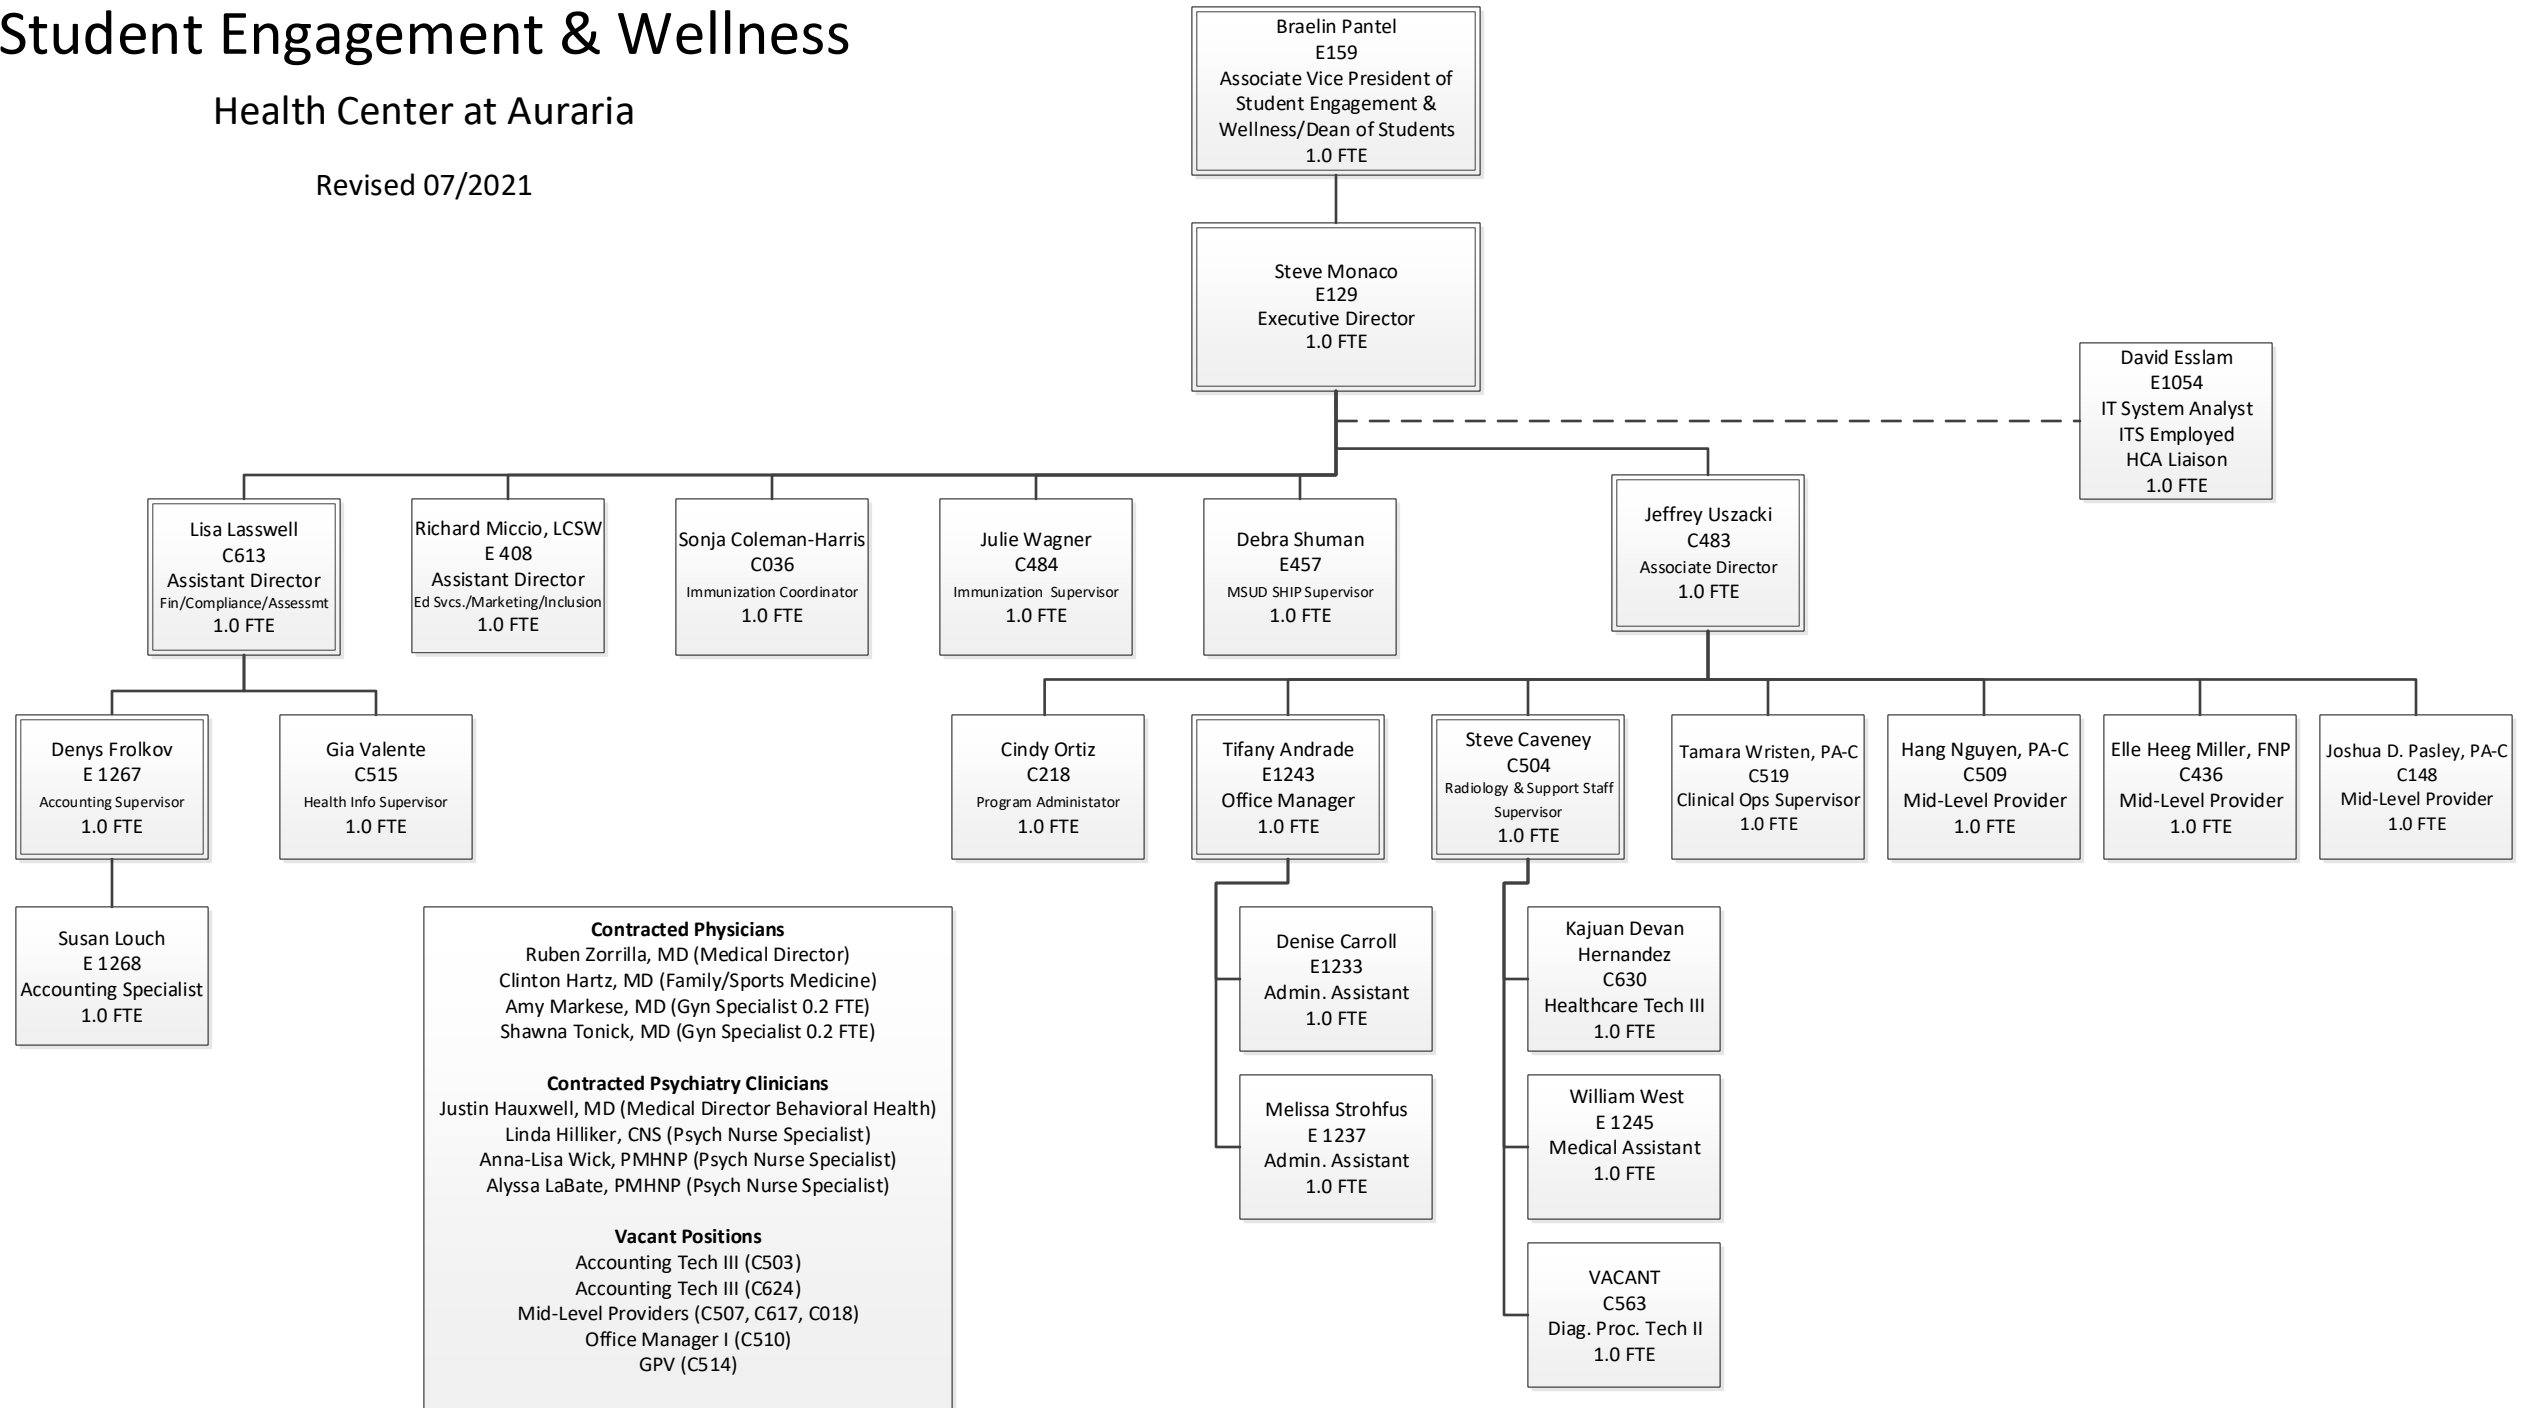 Student Engagement & Wellness
Health Center at Auraria
Revised 07/2021
Braelin Pantel
E159
Associate Vice President of
Student Engagement &
Wellness/Dean of Students
1.0 FTE
Steve Monaco
E129
Executive Director
1.0 FTE
David Esslam
E1054
IT System Analyst
ITS Employed
HCA Liaison
1.0 FTE
Lisa Lasswell
C613
Assistant Director
Fin/Compliance/Assessmt
1.0 FTE
Richard Miccio, LCSW
E 408
Assistant Director
Ed Svcs./Marketing/Inclusion
1.0 FTE
Sonja Coleman-Harris
C036
Immunization Coordinator
1.0 FTE
Julie Wagner
C484
Immunization  Supervisor
1.0 FTE
Debra Shuman
E457
MSUD SHIP Supervisor
1.0 FTE
Jeffrey Uszacki
C483
Associate Director
1.0 FTE
Denys Frolkov
E 1267
Accounting Supervisor
1.0 FTE
Gia Valente
C515
Health Info Supervisor
1.0 FTE
Cindy Ortiz
C218
Program Administator
1.0 FTE
Tifany Andrade
E1243
Office Manager
1.0 FTE
Steve Caveney
C504
Radiology & Support Staff
Supervisor
1.0 FTE
Tamara Wristen, PA-C
C519
Clinical Ops Supervisor
1.0 FTE
Hang Nguyen, PA-C
C509
Mid-Level Provider
1.0 FTE
Elle Heeg Miller, FNP
C436
Mid-Level Provider
1.0 FTE
Joshua D. Pasley, PA-C
C148
Mid-Level Provider
1.0 FTE
Susan Louch
E 1268
Accounting Specialist
1.0 FTE
Contracted Physicians
Ruben Zorrilla, MD (Medical Director)
Clinton Hartz, MD (Family/Sports Medicine)
Amy Markese, MD (Gyn Specialist 0.2 FTE)
Shawna Tonick, MD (Gyn Specialist 0.2 FTE)
Contracted Psychiatry Clinicians
Justin Hauxwell, MD (Medical Director Behavioral Health)
Linda Hilliker, CNS (Psych Nurse Specialist)
Anna-Lisa Wick, PMHNP (Psych Nurse Specialist)
Alyssa LaBate, PMHNP (Psych Nurse Specialist)
Vacant Positions
Accounting Tech III (C503)
Accounting Tech III (C624)
Mid-Level Providers (C507, C617, C018)
Office Manager I (C510)
GPV (C514)
Denise Carroll
E1233
Admin. Assistant
1.0 FTE
Melissa Strohfus
E 1237
Admin. Assistant
1.0 FTE
Kajuan Devan
Hernandez
C630
Healthcare Tech III
1.0 FTE
William West
E 1245
Medical Assistant
1.0 FTE
VACANT
C563
Diag. Proc. Tech II
1.0 FTE